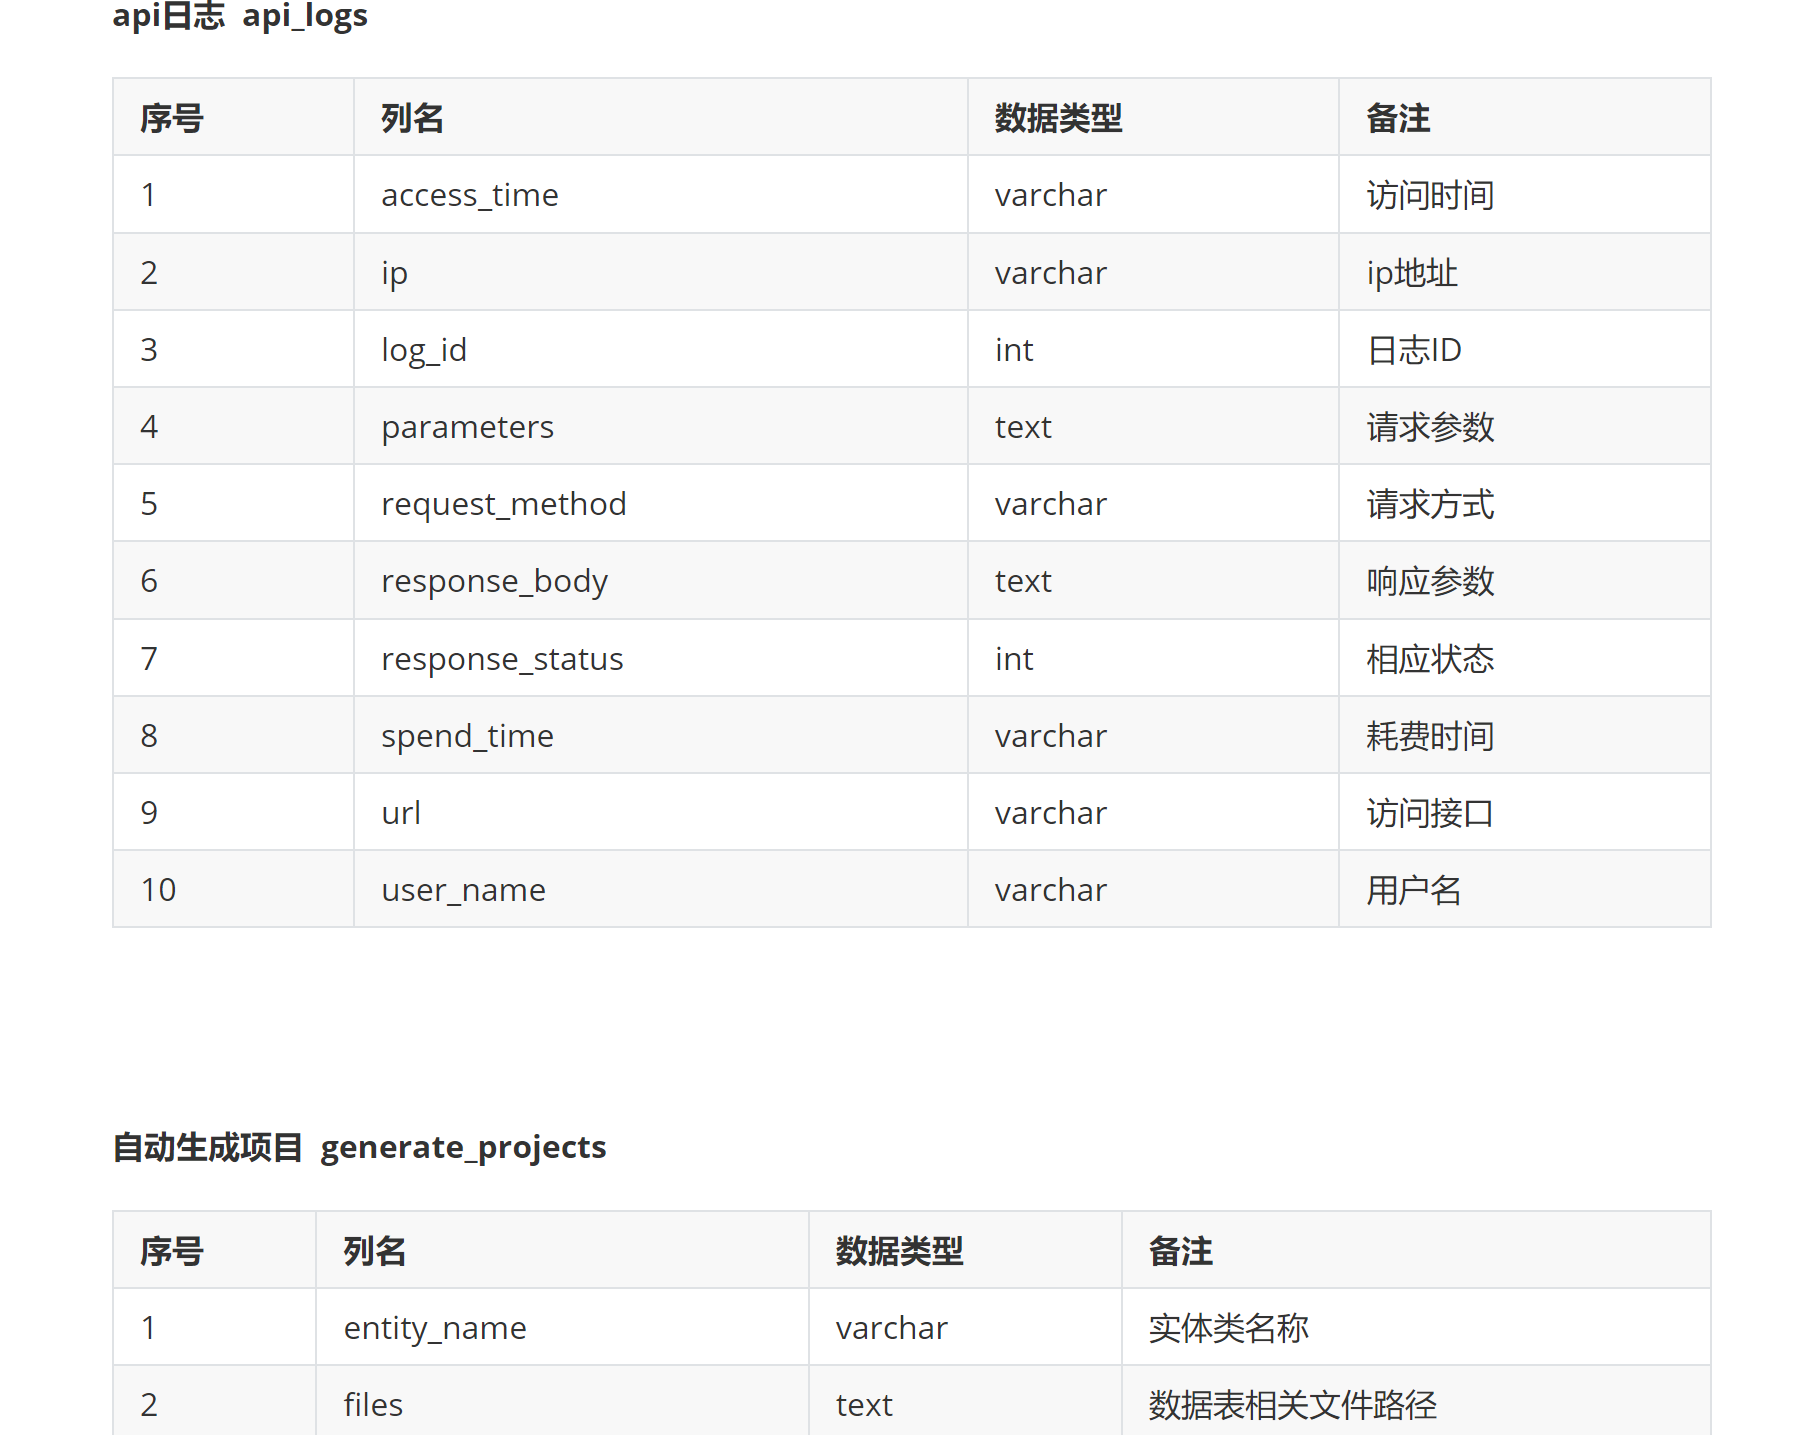 api日志 api_logs
序号 列名 数据类型 备注
1 access_time varchar 访问时间
2 ip varchar ip地址
3 log_id int 日志ID
4 parameters text 请求参数
5 request_method varchar 请求方式
6 response_body text 响应参数
7 response_status int 相应状态
8 spend_time varchar 耗费时间
9 url varchar 访问接口
10 user_name varchar 用户名
自动生成项目 generate_projects
序号 列名 数据类型 备注
1 entity_name varchar 实体类名称
2 files text 数据表相关文件路径